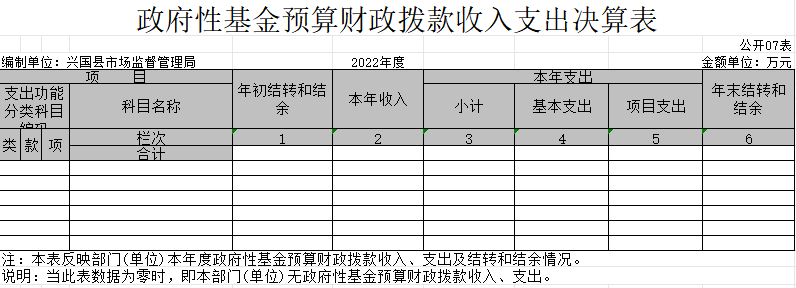 政府性基金预算财政拨款收入支出决算表
公开07表
编制单位：兴国县市场监督管理局 2022年度 金额单位：万元
项 目 本年支出
支出功能分类科目编码 科目名称 年初结转和结余 本年收入 小计 基本支出 项目支出 年末结转和结余
类 款 项 栏次 1 2 3 4 5 6
合计
注：本表反映部门(单位)本年度政府性基金预算财政拨款收入、支出及结转和结余情况。
说明：当此表数据为零时，即本部门(单位)无政府性基金预算财政拨款收入、支出。